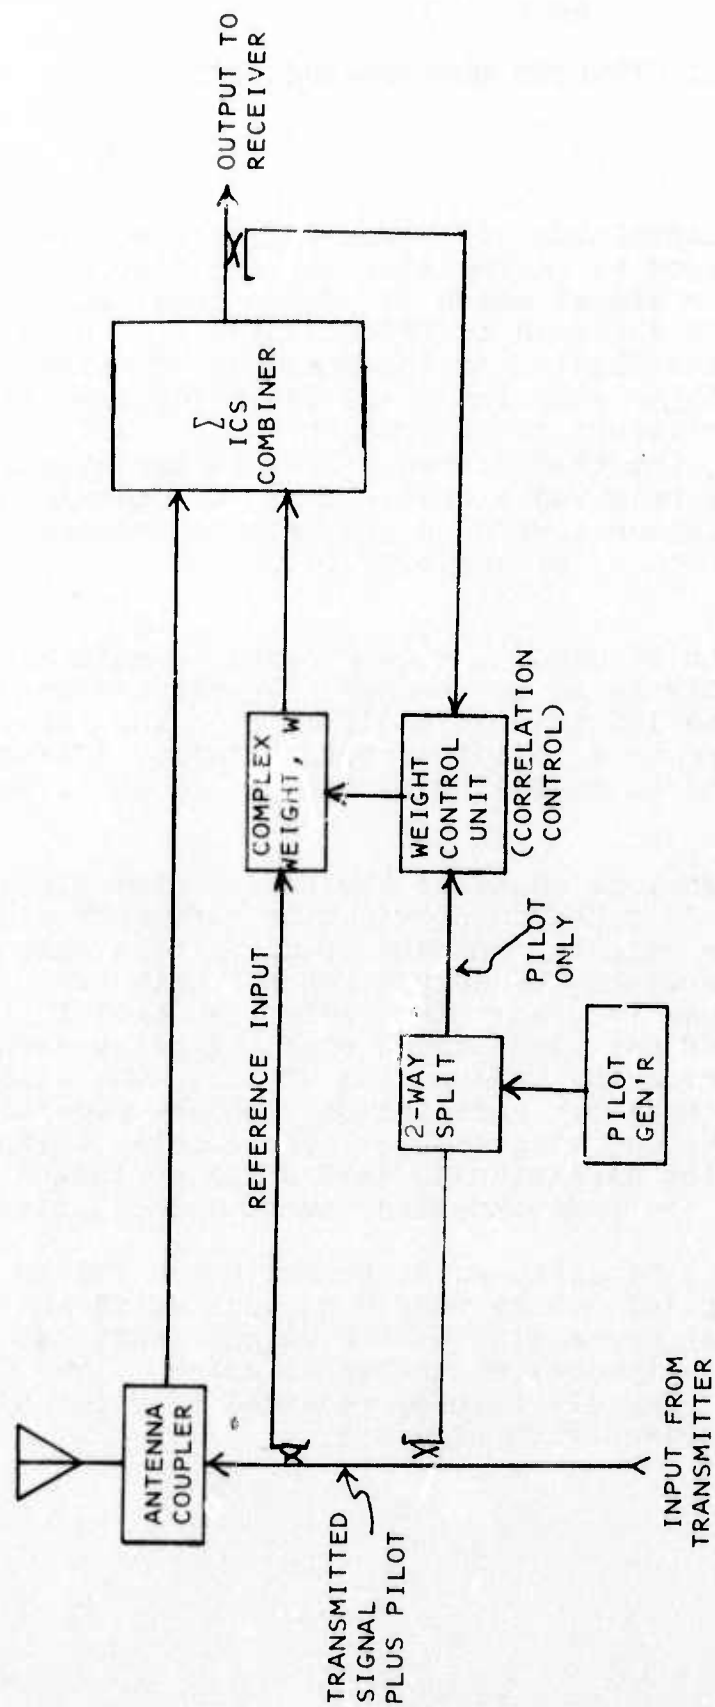 OUTPUT TO
RECEIVER
Σ
ICS
COMBINER
COMPLEX
WEIGHT, W
WEIGHT
CONTROL
UNIT
(CORRELATION
CONTROL)
REFERENCE INPUT
PILOT
ONLY
2-WAY
SPLIT
PILOT
GEN'R
ANTENNA
COUPLER
TRANSMITTED
SIGNAL
PLUS PILOT
INPUT FROM
TRANSMITTER